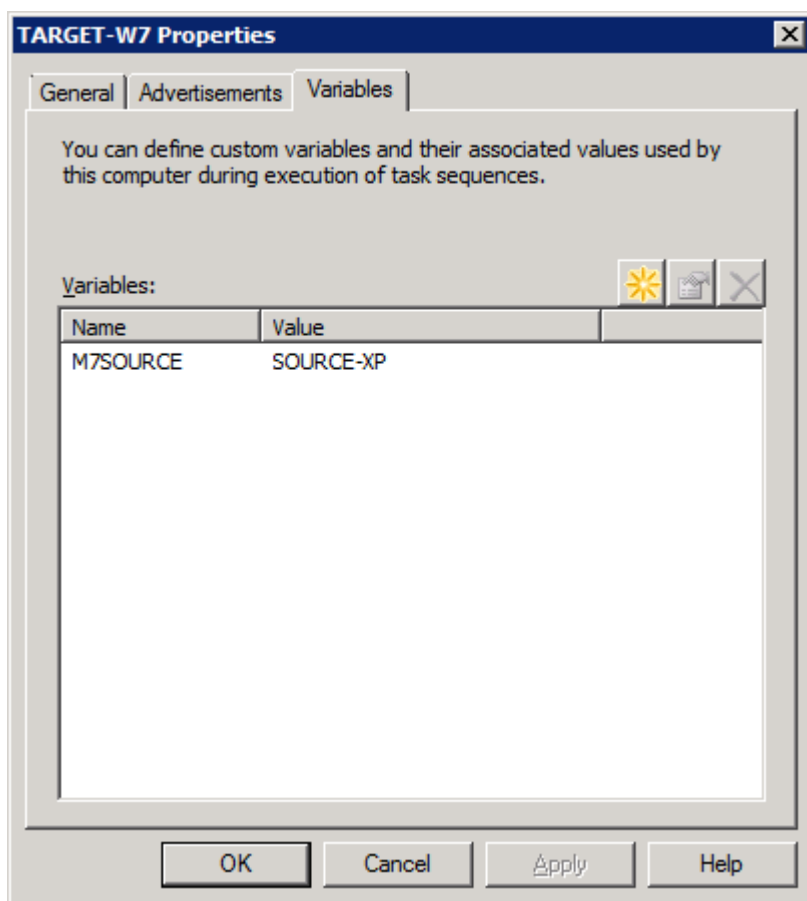 TARGET-W7 Properties
General Advertisements Variables
You can define custom variables and their associated values used by
this computer during execution of task sequences.
Variables:
Name Value
M7SOURCE SOURCE-XP
OK Cancel Apply Help